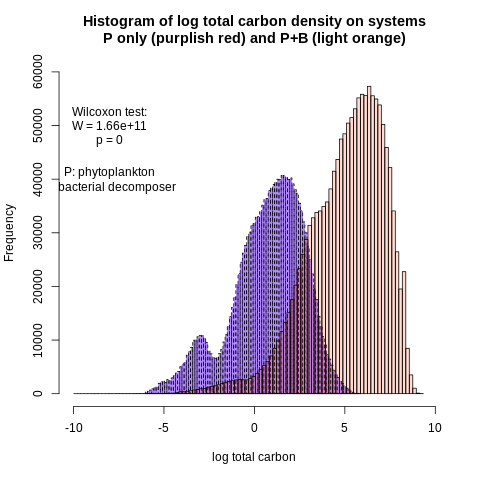 Histogram of log total carbon density on systems
P only (purplish red) and P+B (light orange)
Wilcoxon test:
W = 1.66e+11
p = 0
P: phytoplankton
bacterial decomposer
Frequency
60000
50000
40000
30000
20000
10000
0
-10
-5
0
5
10
log total carbon